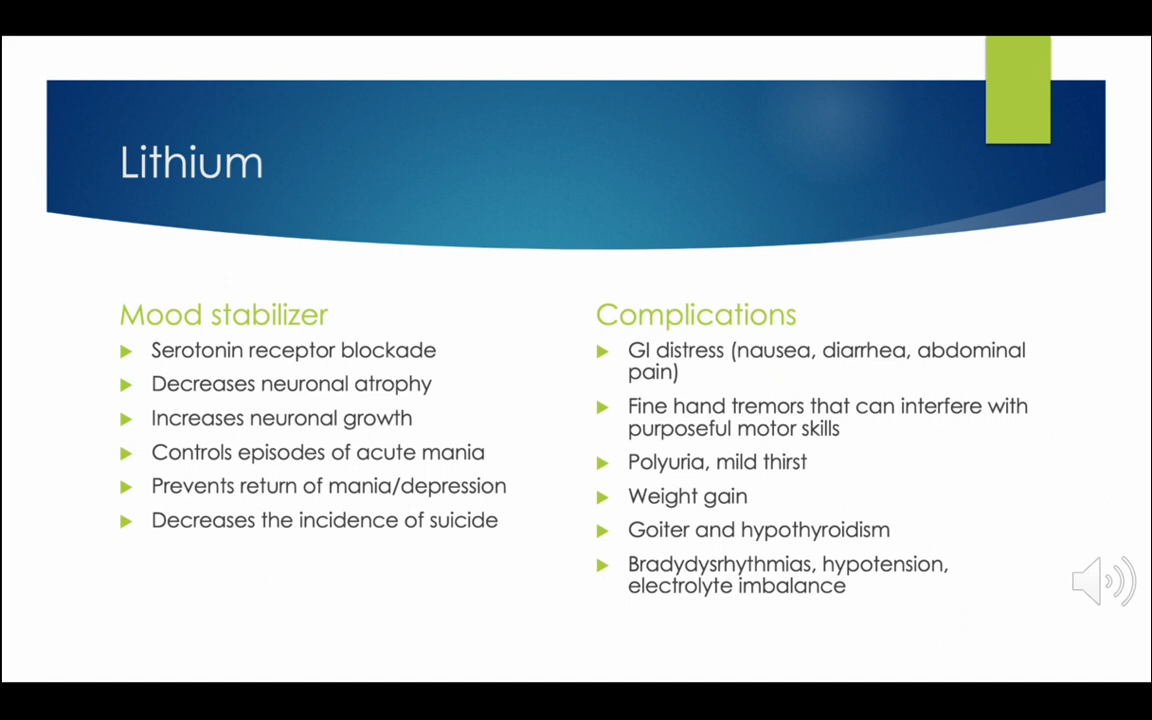 Lithium
Mood stabilizer
Serotonin receptor blockade
Decreases neuronal atrophy
Increases neuronal growth
Controls episodes of acute mania
Prevents return of mania/depression
Decreases the incidence of suicide
Complications
GI distress (nausea, diarrhea, abdominal
pain)
Fine hand tremors that can interfere with
purposeful motor skills
Polyuria, mild thirst
Weight gain
Goiter and hypothyroidism
Bradydysrhythmias, hypotension,
electrolyte imbalance